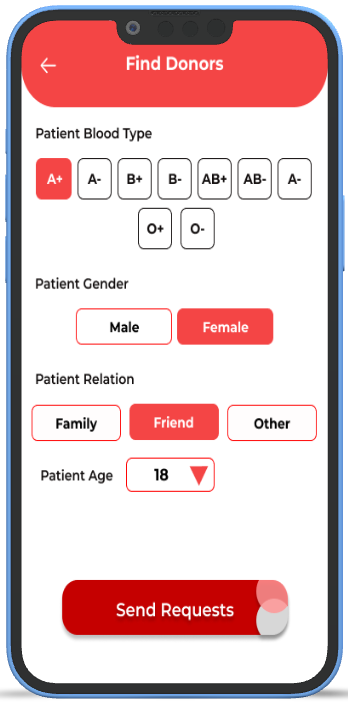 Find Donors
Patient Blood Type
A+ A- B+ B- AB+ AB- A-
O+ O-
Patient Gender
Male Female
Patient Relation
Family Friend Other
Patient Age 18
Send Requests